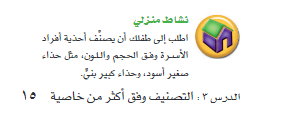 نشاط منزلي
اطلب إلى طفلك أن يصنِّف أحذية أفراد
الأسرة وفق الحجم واللون، مثل حذاء
صغير أسود، وحذاء كبير بنيّ.
الدرس ٣ : التصنيف وفق أكثر من خاصية ١٥